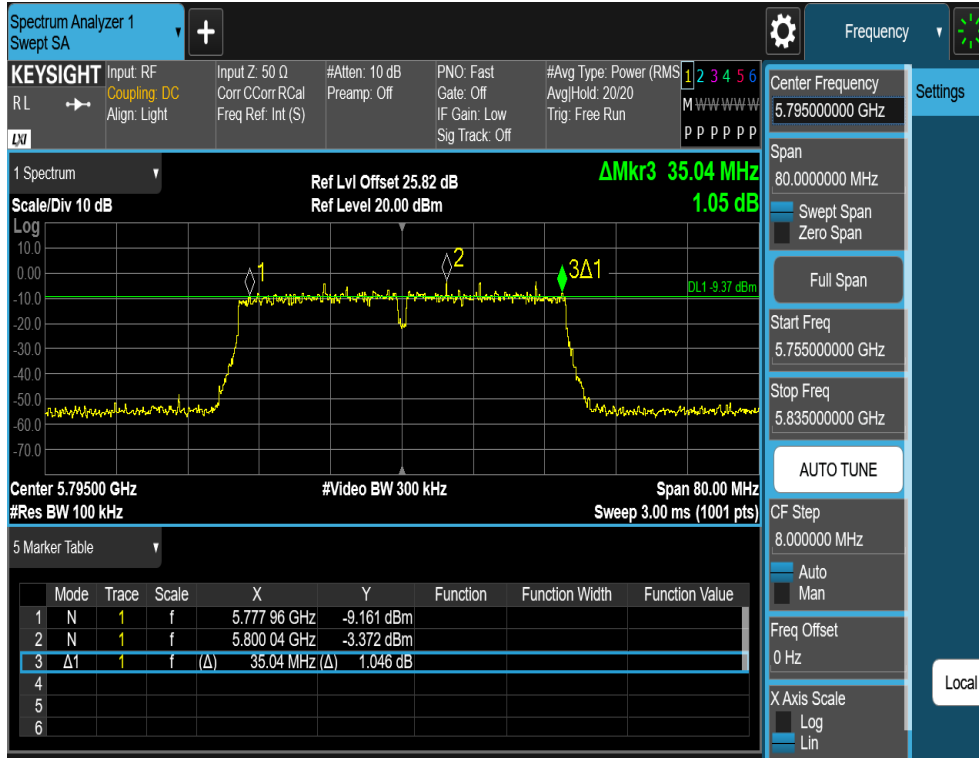 Spectrum Analyzer 1
Swept SA
+
Frequency
KEYSIGHT
RL
LXI
Input: RF
Coupling: DC
Align: Light
Input Z: 50 Ω
Corr CCorr RCal
Freq Ref: Int (S)
#Atten: 10 dB
Preamp: Off
PNO: Fast
Gate: Off
IF Gain: Low
Sig Track: Off
#Avg Type: Power (RMS
Avg|Hold: 20/20
Trig: Free Run
1 2 3 4 5 6
M W W W W W
P P P P P P
1 Spectrum
Scale/Div 10 dB
Ref Lvl Offset 25.82 dB
Ref Level 20.00 dBm
ΔMkr3 35.04 MHz
1.05 dB
Log
10.0
0.00
-10.0
-20.0
-30.0
-40.0
-50.0
-60.0
-70.0
1
2
3Δ1
DL1 -9.37 dBm
Center 5.79500 GHz
#Video BW 300 kHz
Span 80.00 MHz
#Res BW 100 kHz
Sweep 3.00 ms (1001 pts)
5 Marker Table
Mode Trace Scale X Y Function Function Width Function Value
1 N 1 f 5.777 96 GHz -9.161 dBm
2 N 1 f 5.800 04 GHz -3.372 dBm
3 Δ1 1 f (Δ) 35.04 MHz (Δ) 1.046 dB
4
5
6
Center Frequency
5.795000000 GHz
Span
80.0000000 MHz
Swept Span
Zero Span
Full Span
Start Freq
5.755000000 GHz
Stop Freq
5.835000000 GHz
AUTO TUNE
CF Step
8.000000 MHz
Auto
Man
Freq Offset
0 Hz
X Axis Scale
Log
Lin
Settings
Local